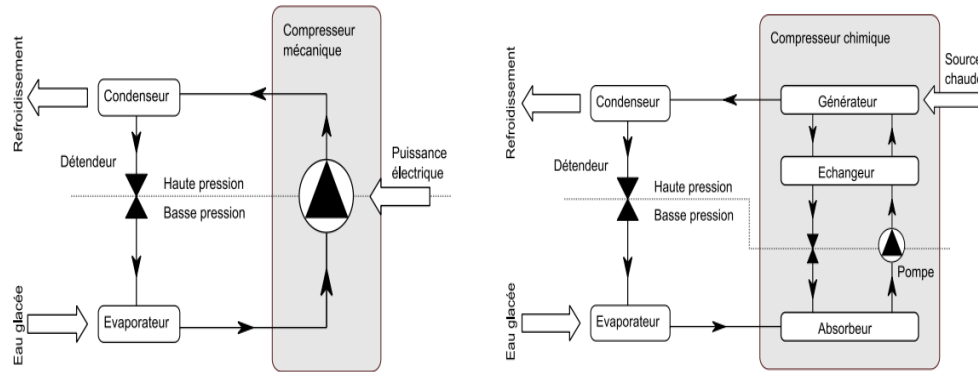 Compresseur
mécanique
Refroidissement
Condenseur
Détendeur
Haute pression
Basse pression
Puissance
électrique
Eau glacée
Evaporateur
Compresseur chimique
Source
chaude
Refroidissement
Condenseur
Générateur
Détendeur
Echangeur
Haute pression
Basse pression
Pompe
Eau glacée
Evaporateur
Absorbeur